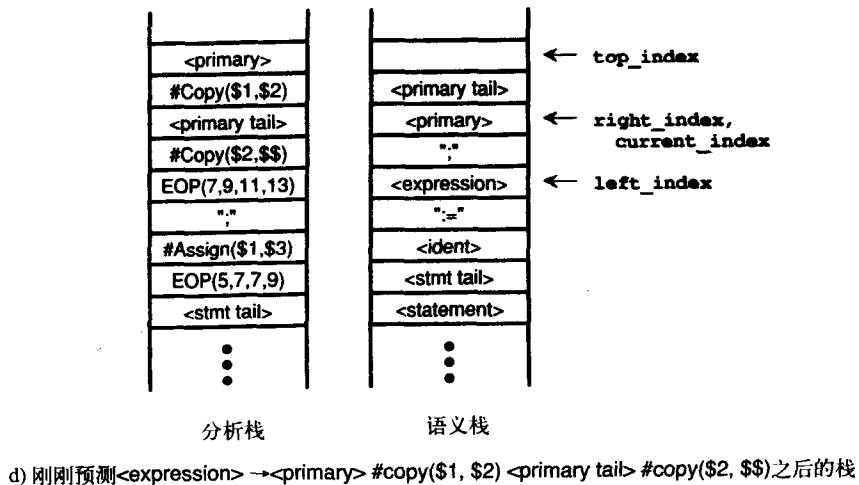 <primary>
#Copy($1,$2)
<primary tail>
#Copy($2,$$)
EOP(7,9,11,13)
";"
#Assign($1,$3)
EOP(5,7,7,9)
<stmt tail>
分析栈
<primary tail>
<primary>
";"
<expression>
":="
<ident>
<stmt tail>
<statement>
语义栈
← top_index
← right_index,
current_index
← left_index
d) 刚刚预测<expression> →<primary> #copy($1, $2) <primary tail> #copy($2, $$)之后的栈